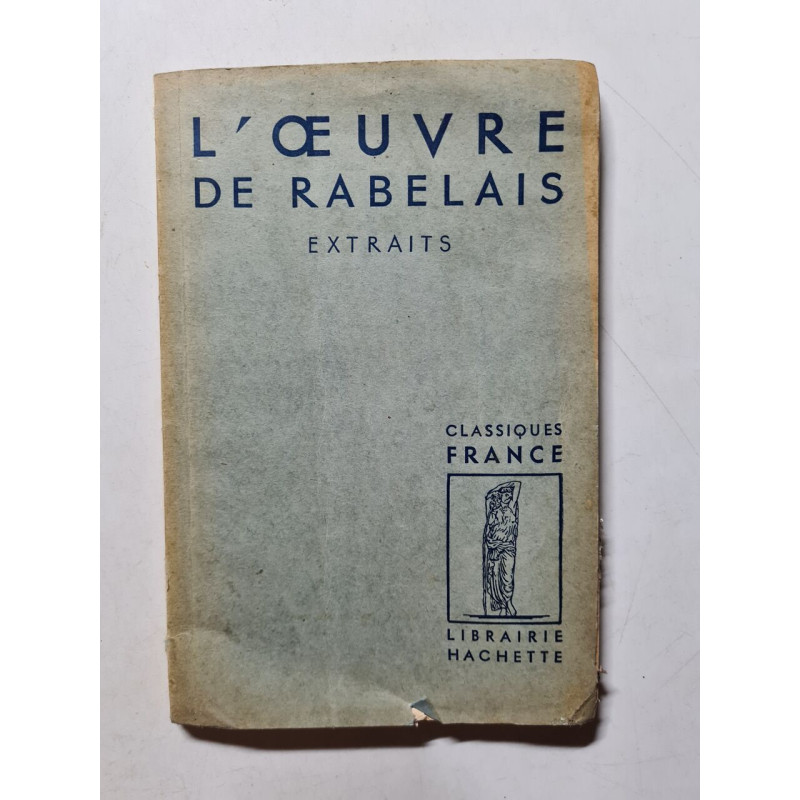 L'ŒUVRE
DE RABELAIS
EXTRAITS
CLASSIQUES
FRANCE
LIBRAIRIE
HACHETTE